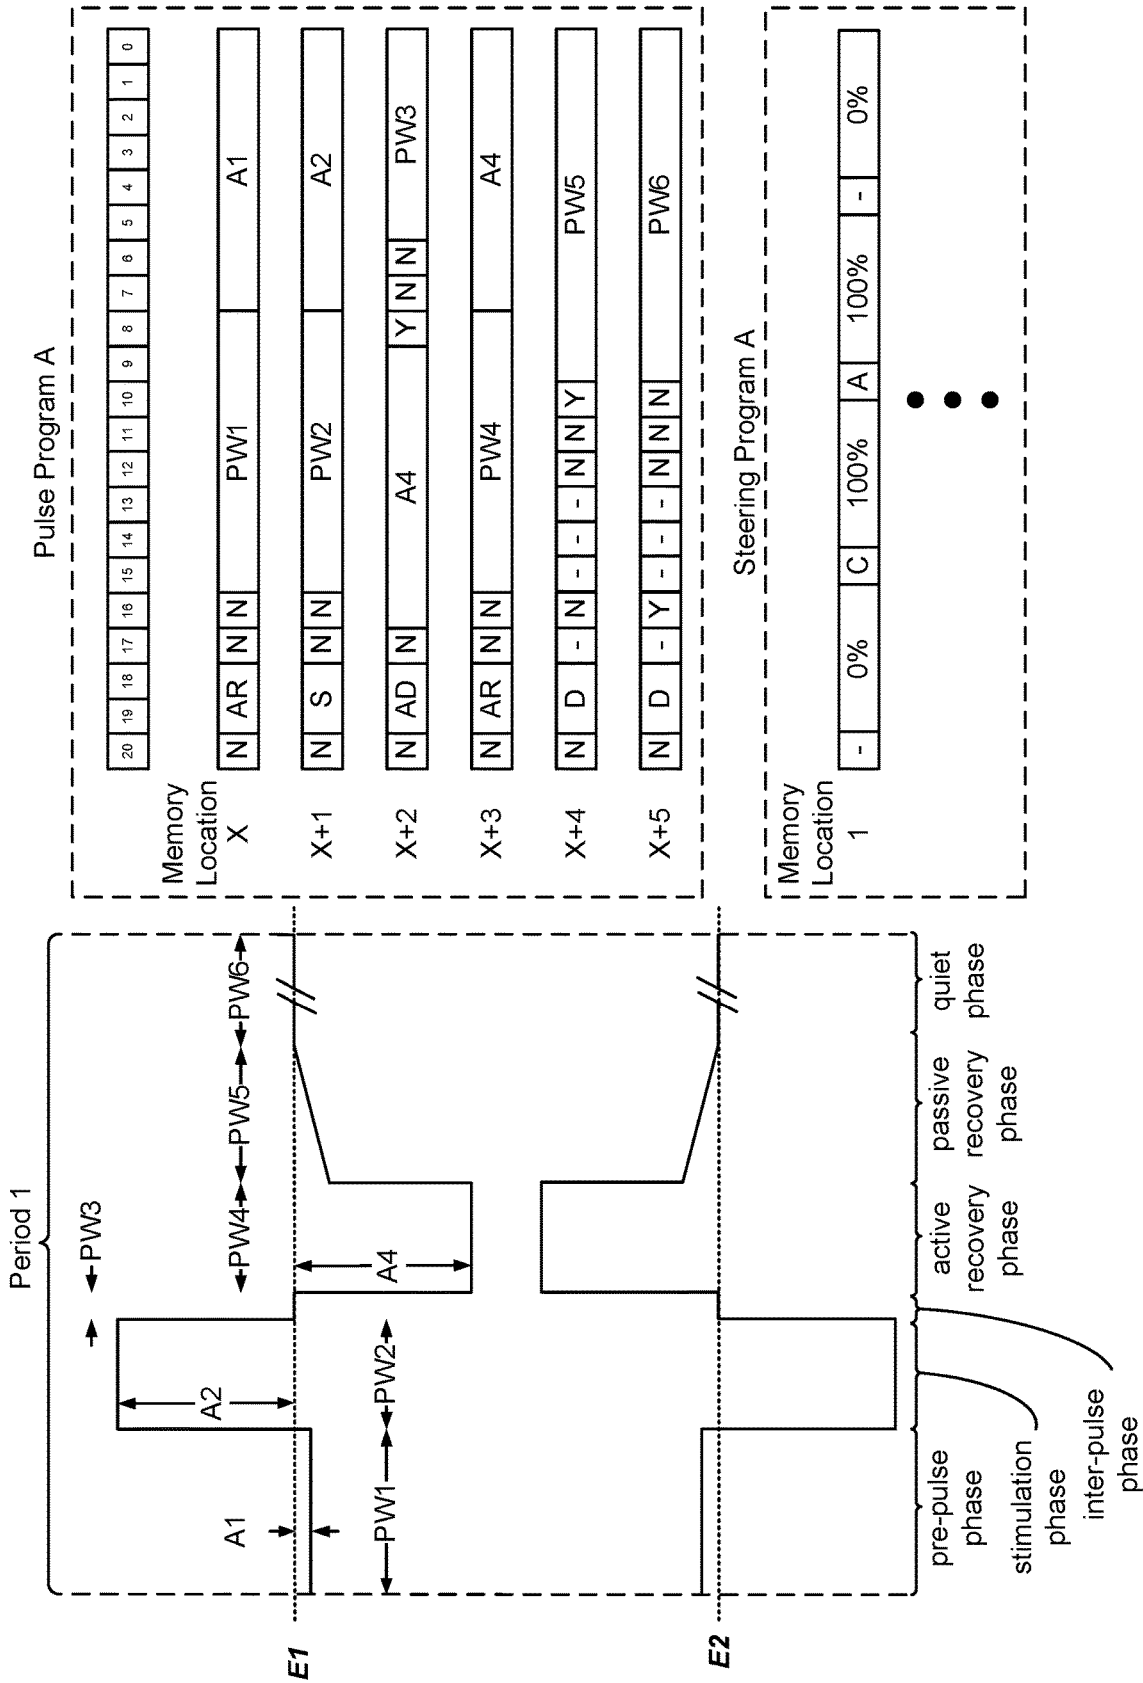 Period 1
PW3
A1
A2
PW4
PW5
PW6
E1
PW1
PW2
A4
E2
pre-pulse
phase
stimulation
phase
inter-pulse
phase
active
recovery
phase
passive
recovery
phase
quiet
phase
Pulse Program A
20 19 18 17 16 15 14 13 12 11 10 9 8 7 6 5 4 3 2 1 0
Memory
Location
X N AR N N PW1 A1
X+1 N S N N PW2 A2
X+2 N AD N A4 Y N N PW3
X+3 N AR N N PW4 A4
X+4 N D - N - - - N N Y PW5
X+5 N D - Y - - - N N N PW6
Steering Program A
Memory
Location
1 - 0% C 100% A 100% - 0%